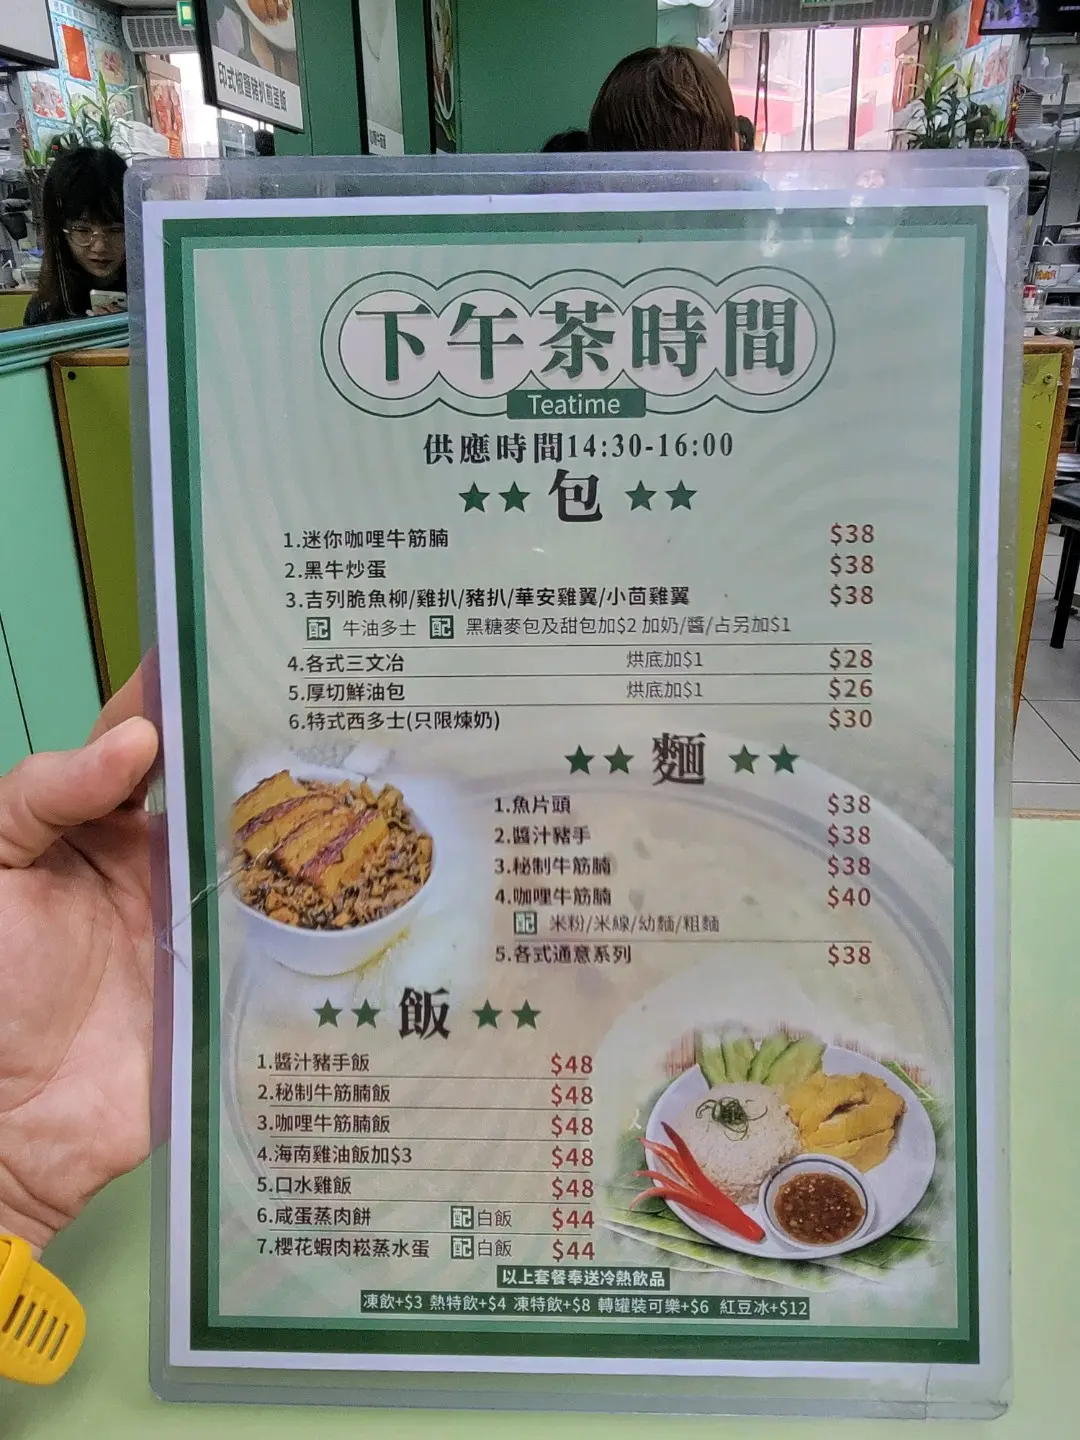 印式椒鹽豬扒煎蛋飯
下午茶時間
Teatime
供應時間14:30-16:00
★★ 包 ★★
1.迷你咖哩牛筋腩 $38
2.黑牛炒蛋 $38
3.吉列脆魚柳/雞扒/豬扒/華安雞翼/小茴雞翼 $38
配 牛油多士 配 黑糖麥包及甜包加$2 加奶/醬/占另加$1
4.各式三文冶 烘底加$1 $28
5.厚切鮮油包 烘底加$1 $26
6.特式西多士(只限煉奶) $30
★★ 麵 ★★
1.魚片頭 $38
2.醬汁豬手 $38
3.秘制牛筋腩 $38
4.咖哩牛筋腩 $40
配 米粉/米線/幼麵/粗麵
5.各式通意系列 $38
★★ 飯 ★★
1.醬汁豬手飯 $48
2.秘制牛筋腩飯 $48
3.咖哩牛筋腩飯 $48
4.海南雞油飯加$3 $48
5.口水雞飯 $48
6.咸蛋蒸肉餅 配白飯 $44
7.櫻花蝦肉崧蒸水蛋 配白飯 $44
以上套餐奉送冷熱飲品
凍飲+$3 熱特飲+$4 凍特飲+$8 轉罐裝可樂+$6 紅豆冰+$12